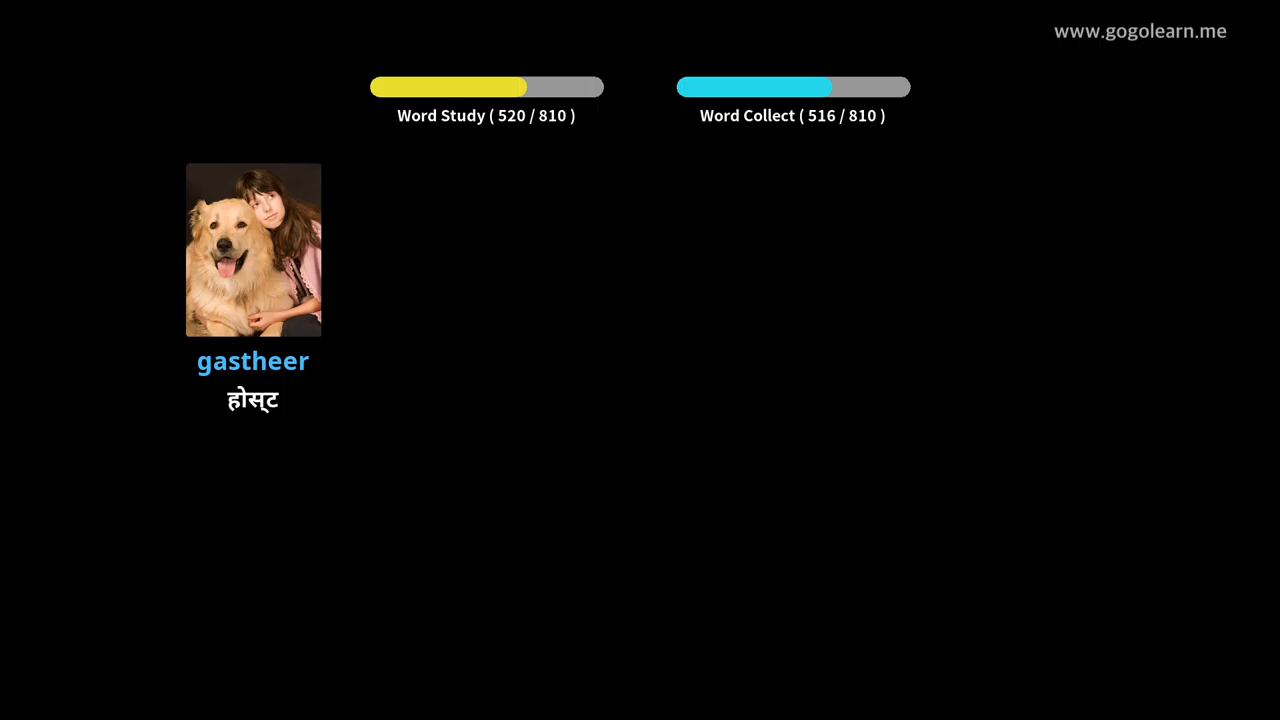 www.gogolearn.me
Word Study ( 520 / 810 )
Word Collect ( 516 / 810 )
gastheer
होस्ट